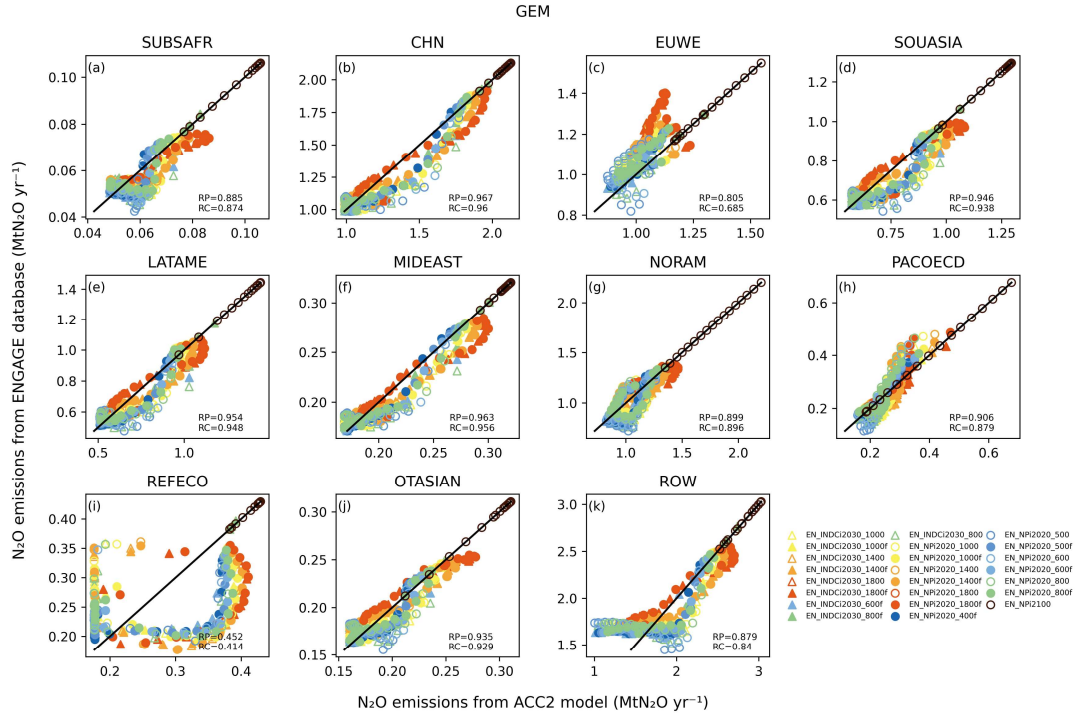 GEM
SUBSAFR
CHN
EUWE
SOUASIA
(a)
(b)
(c)
(d)
0.10
0.08
0.06
0.04
2.00
1.75
1.50
1.25
1.00
1.4
1.2
1.0
0.8
1.2
1.0
0.8
0.6
RP=0.885
RC=0.874
RP=0.967
RC=0.96
RP=0.805
RC=0.685
RP=0.946
RC=0.938
0.04 0.06 0.08 0.10
1.0 1.5 2.0
1.00 1.25 1.50
0.75 1.00 1.25
LATAME
MIDEAST
NORAM
PACOECD
(e)
(f)
(g)
(h)
1.4
1.2
1.0
0.8
0.6
0.30
0.25
0.20
2.0
1.5
1.0
0.6
0.4
0.2
RP=0.954
RC=0.948
RP=0.963
RC=0.956
RP=0.899
RC=0.896
RP=0.906
RC=0.879
0.5 1.0
0.20 0.25 0.30
1.0 1.5 2.0
0.2 0.4 0.6
REFECO
OTASIAN
ROW
(i)
(j)
(k)
0.40
0.35
0.30
0.25
0.20
0.30
0.25
0.20
0.15
3.0
2.5
2.0
1.5
RP=0.452
RC=0.414
RP=0.935
RC=0.929
RP=0.879
RC=0.84
0.2 0.3 0.4
0.15 0.20 0.25 0.30
1 2 3
EN_INDCi2030_1000
EN_INDCi2030_1000f
EN_INDCi2030_1400
EN_INDCi2030_1400f
EN_INDCi2030_1800
EN_INDCi2030_1800f
EN_INDCi2030_600f
EN_INDCi2030_800f
EN_INDCi2030_800
EN_NPi2020_1000
EN_NPi2020_1000f
EN_NPi2020_1400
EN_NPi2020_1400f
EN_NPi2020_1800
EN_NPi2020_1800f
EN_NPi2020_400f
EN_NPi2020_500
EN_NPi2020_500f
EN_NPi2020_600
EN_NPi2020_600f
EN_NPi2020_800
EN_NPi2020_800f
EN_NPi2100
N₂O emissions from ENGAGE database (MtN₂O yr⁻¹)
N₂O emissions from ACC2 model (MtN₂O yr⁻¹)